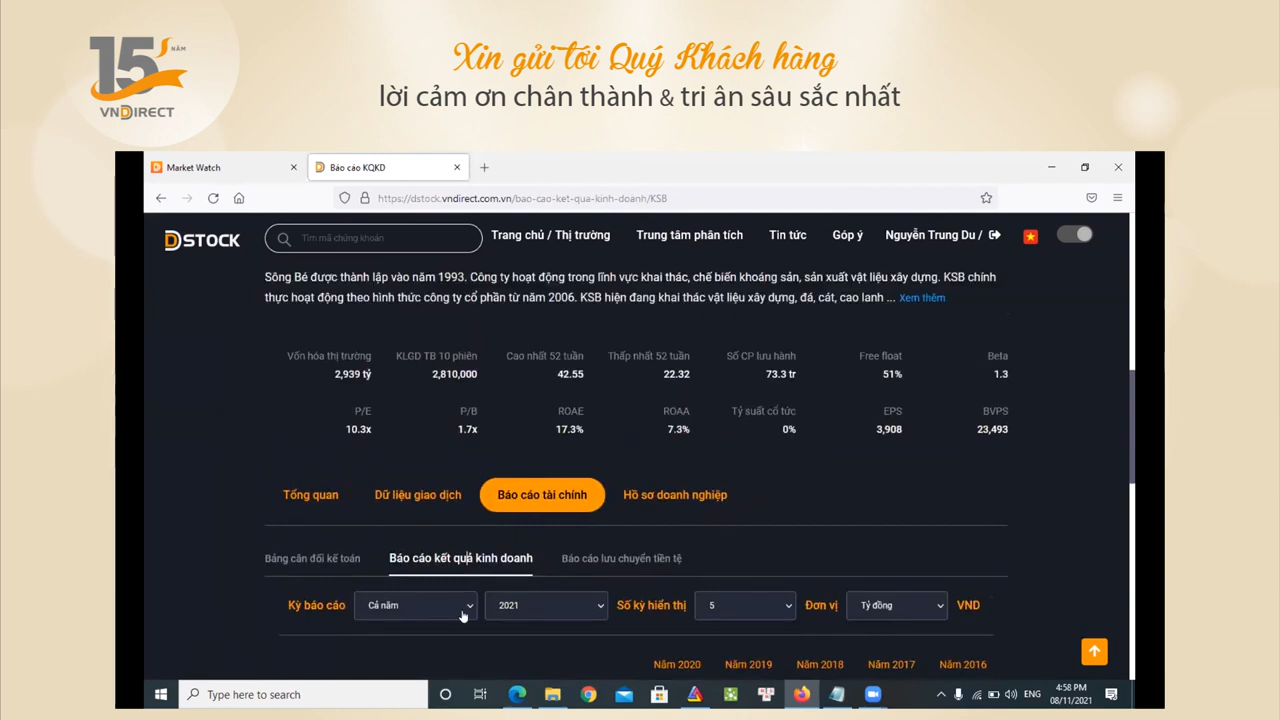 15 NĂM
VNDIRECT
Xin gửi tới Quý Khách hàng
lời cảm ơn chân thành & tri ân sâu sắc nhất
Market Watch
Báo cáo KQKD
https://dstock.vndirect.com.vn/bao-cao-ket-qua-kinh-doanh/KSB
DSTOCK
Tìm mã chứng khoán
Trang chủ / Thị trường
Trung tâm phân tích
Tin tức
Góp ý
Nguyễn Trung Du /
Sông Bé được thành lập vào năm 1993. Công ty hoạt động trong lĩnh vực khai thác, chế biến khoáng sản, sản xuất vật liệu xây dựng. KSB chính
thực hoạt động theo hình thức công ty cổ phần từ năm 2006. KSB hiện đang khai thác vật liệu xây dựng, đá, cát, cao lanh ... Xem thêm
Vốn hóa thị trường KLGD TB 10 phiên Cao nhất 52 tuần Thấp nhất 52 tuần Số CP lưu hành Free float Beta
2,939 tỷ 2,810,000 42.55 22.32 73.3 tr 51% 1.3
P/E P/B ROAE ROAA Tỷ suất cổ tức EPS BVPS
10.3x 1.7x 17.3% 7.3% 0% 3,908 23,493
Tổng quan Dữ liệu giao dịch Báo cáo tài chính Hồ sơ doanh nghiệp
Bảng cân đối kế toán Báo cáo kết quả kinh doanh Báo cáo lưu chuyển tiền tệ
Kỳ báo cáo Cả năm 2021 Số kỳ hiển thị 5 Đơn vị Tỷ đồng VND
Năm 2020 Năm 2019 Năm 2018 Năm 2017 Năm 2016
Type here to search
ENG
4:58 PM
08/11/2021